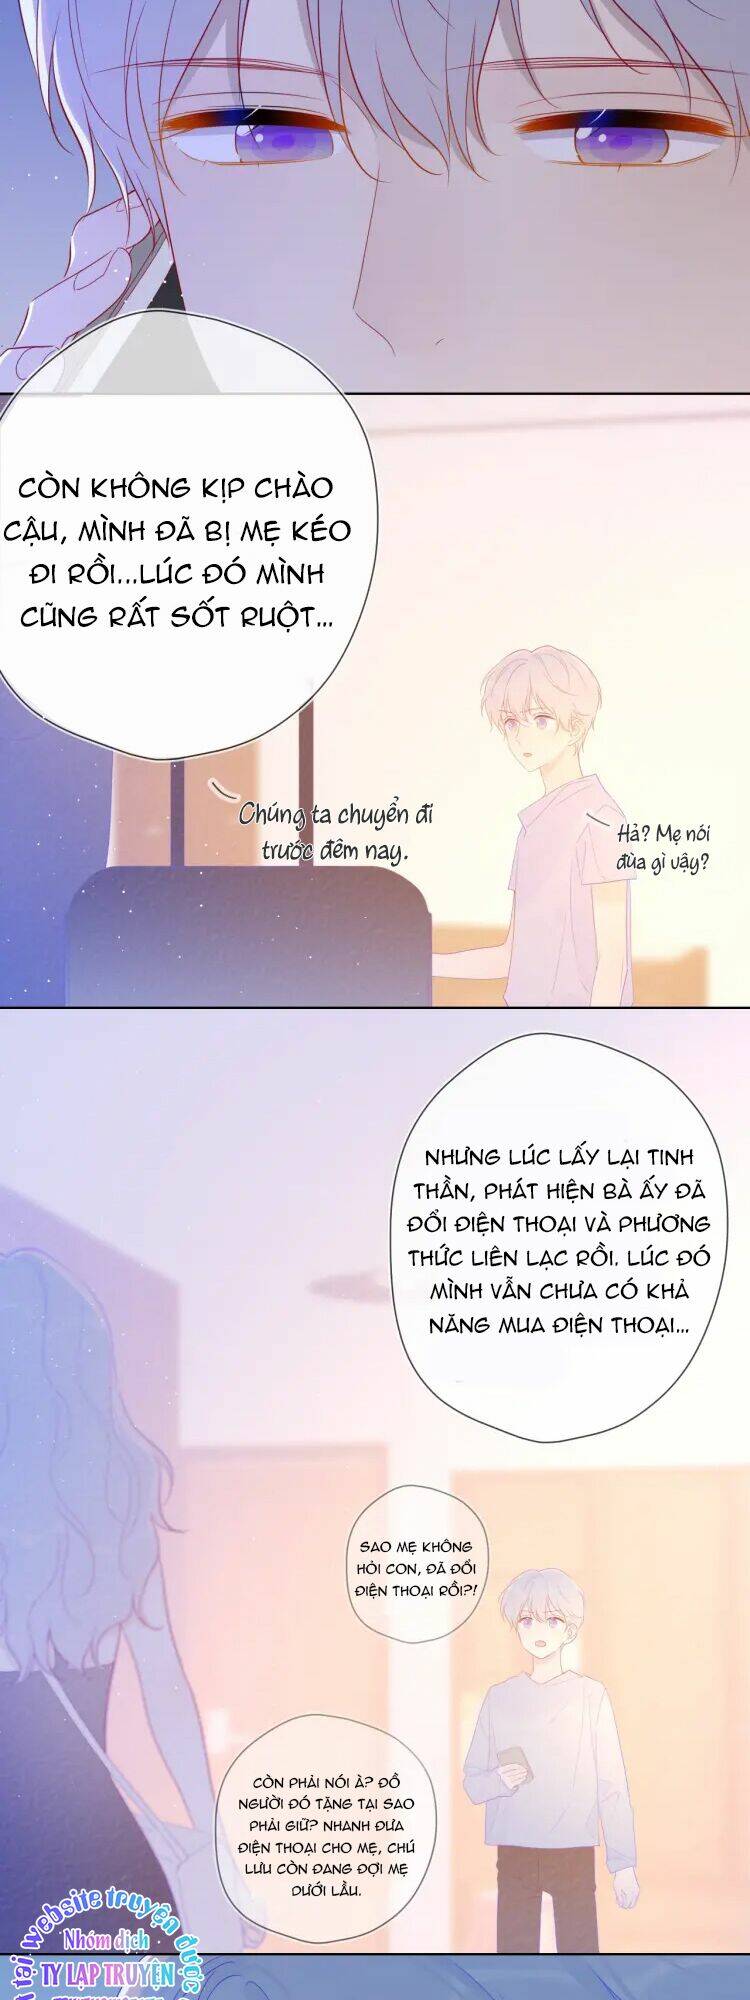 CÒN KHÔNG KỊP CHÀO
CẬU, MÌNH ĐÃ BỊ MẸ KÉO
ĐI RỒI...LÚC ĐÓ MÌNH
CŨNG RẤT SỐT RUỘT...
Chúng ta chuyển đi
trước đêm nay.
Hả? Mẹ nói
đùa gì vậy?
NHƯNG LÚC LẤY LẠI TINH
THẦN, PHÁT HIỆN BÀ ẤY ĐÃ
ĐỔI ĐIỆN THOẠI VÀ PHƯƠNG
THỨC LIÊN LẠC RỒI. LÚC ĐÓ
MÌNH VẪN CHƯA CÓ KHẢ
NĂNG MUA ĐIỆN THOẠI...
SAO MẸ KHÔNG
HỎI CON, ĐÃ ĐỔI
ĐIỆN THOẠI RỒI?!
CÒN PHẢI NÓI À? ĐỒ
NGƯỜI ĐÓ TẶNG TẠI SAO
PHẢI GIỮ? NHANH ĐƯA
ĐIỆN THOẠI CHO MẸ, CHÚ
LƯU CÒN ĐANG ĐỢI MẸ
DƯỚI LẦU.
tại website truyện được
Nhóm dịch
TY LAP TRUYỆN